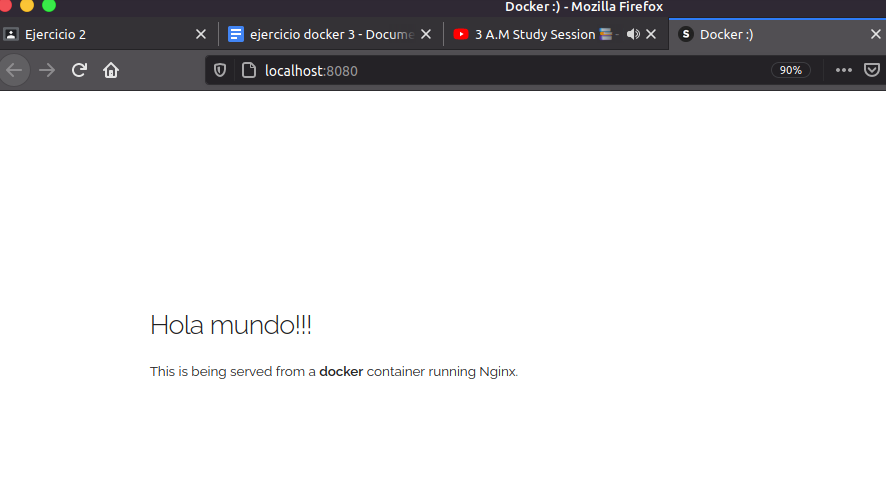 Docker :) - Mozilla Firefox
Ejercicio 2
ejercicio docker 3 - Docume
3 A.M Study Session 📚 -
S Docker :)
localhost:8080
90%
Hola mundo!!!
This is being served from a docker container running Nginx.